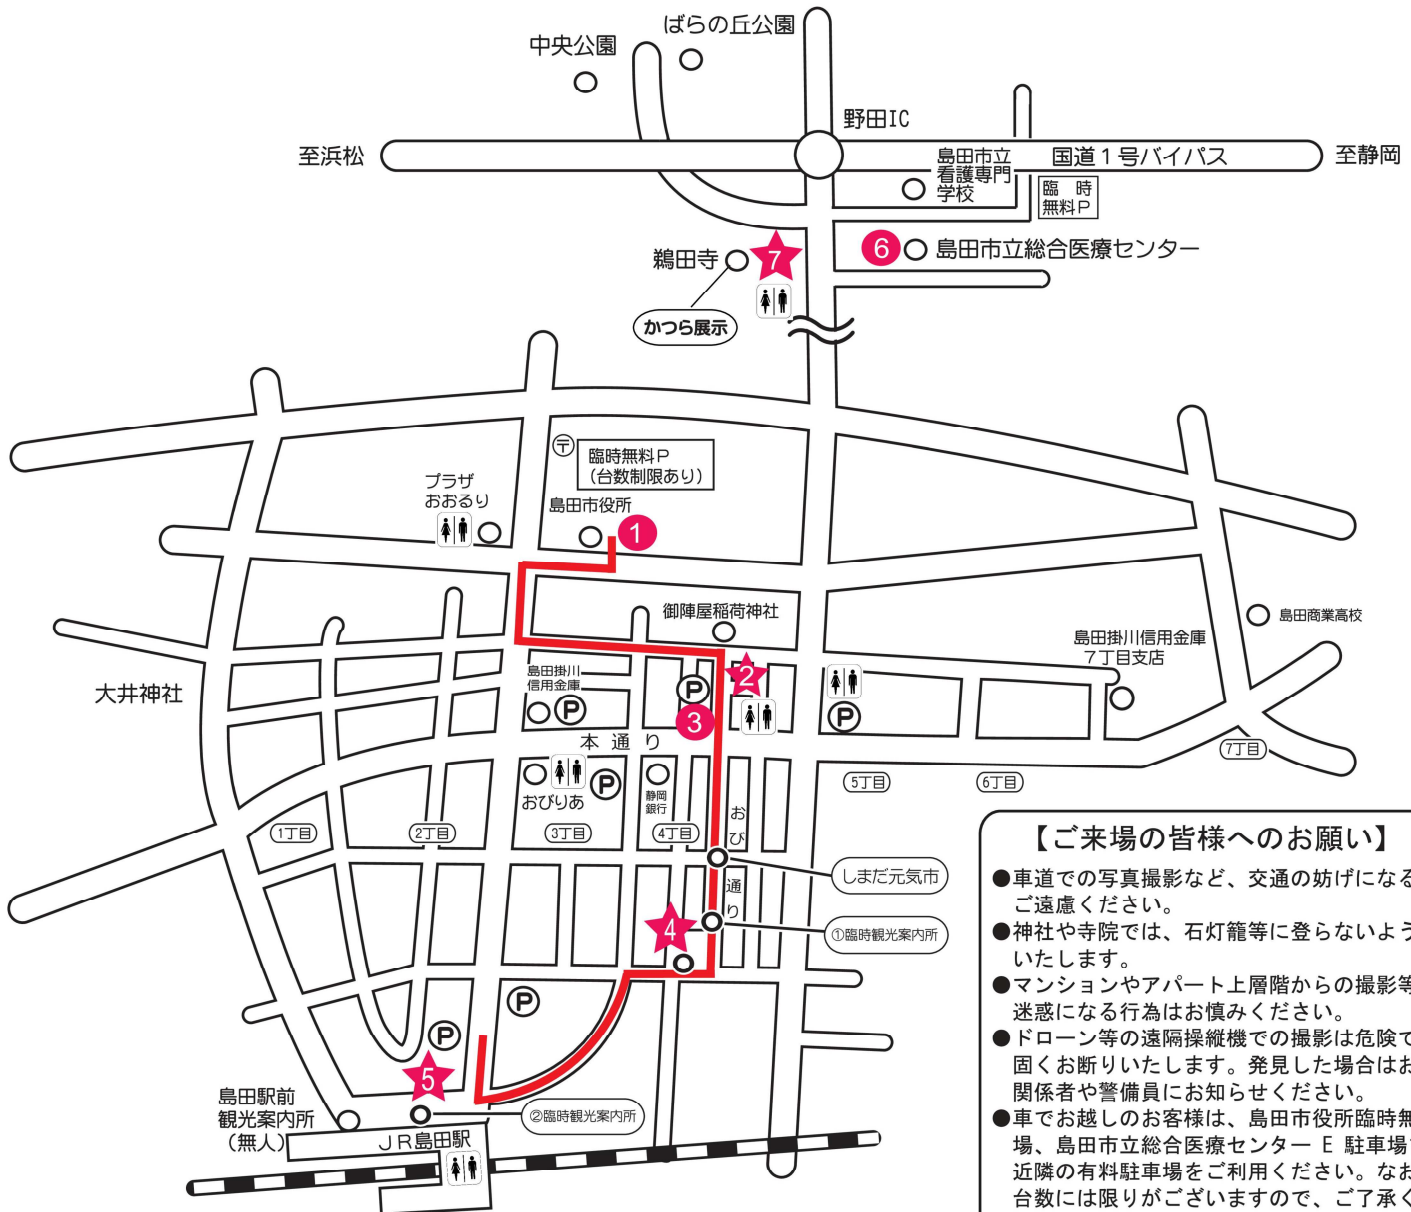 ばらの丘公園
中央公園
野田IC
至浜松
国道1号バイパス
至静岡
島田市立
看護専門
学校
臨 時
無料P
鵜田寺
7
6
島田市立総合医療センター
かつら展示
〒
臨時無料P
(台数制限あり)
プラザ
おおるり
島田市役所
1
御陣屋稲荷神社
島田商業高校
島田掛川信用金庫
7丁目支店
大井神社
島田掛川
信用金庫
P
P
2
3
P
本 通 り
7丁目
おびりあ
P
静岡
銀行
5丁目
6丁目
1丁目
2丁目
3丁目
4丁目
おび通り
しまだ元気市
4
①臨時観光案内所
P
P
5
島田駅前
観光案内所
(無人)
②臨時観光案内所
JR島田駅
【ご来場の皆様へのお願い】
●車道での写真撮影など、交通の妨げになる
ご遠慮ください。
●神社や寺院では、石灯籠等に登らないよう
いたします。
●マンションやアパート上層階からの撮影等
迷惑になる行為はお慎みください。
●ドローン等の遠隔操縦機での撮影は危険で
固くお断りいたします。発見した場合はお
関係者や警備員にお知らせください。
●車でお越しのお客様は、島田市役所臨時無
場、島田市立総合医療センター E 駐車場
近隣の有料駐車場をご利用ください。なお
台数には限りがございますので、ご了承く